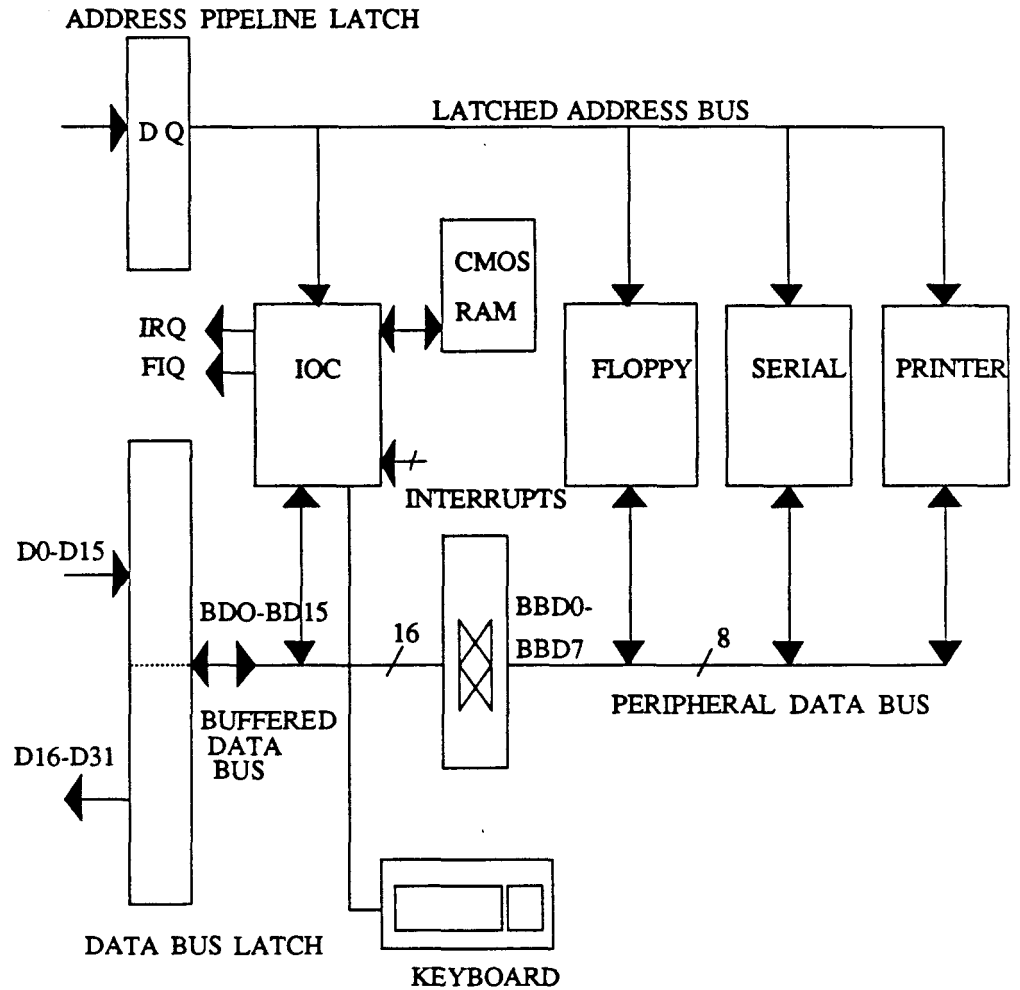 ADDRESS PIPELINE LATCH
D Q
LATCHED ADDRESS BUS
CMOS
RAM
IRQ
FIQ
IOC
FLOPPY
SERIAL
PRINTER
INTERRUPTS
D0-D15
BDO-BD15
16
BBD0-
BBD7
8
PERIPHERAL DATA BUS
BUFFERED
DATA
BUS
D16-D31
DATA BUS LATCH
KEYBOARD